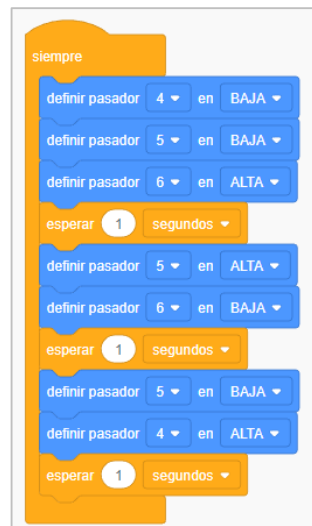 siempre
definir pasador 4 en BAJA
definir pasador 5 en BAJA
definir pasador 6 en ALTA
esperar 1 segundos
definir pasador 5 en ALTA
definir pasador 6 en BAJA
esperar 1 segundos
definir pasador 5 en BAJA
definir pasador 4 en ALTA
esperar 1 segundos